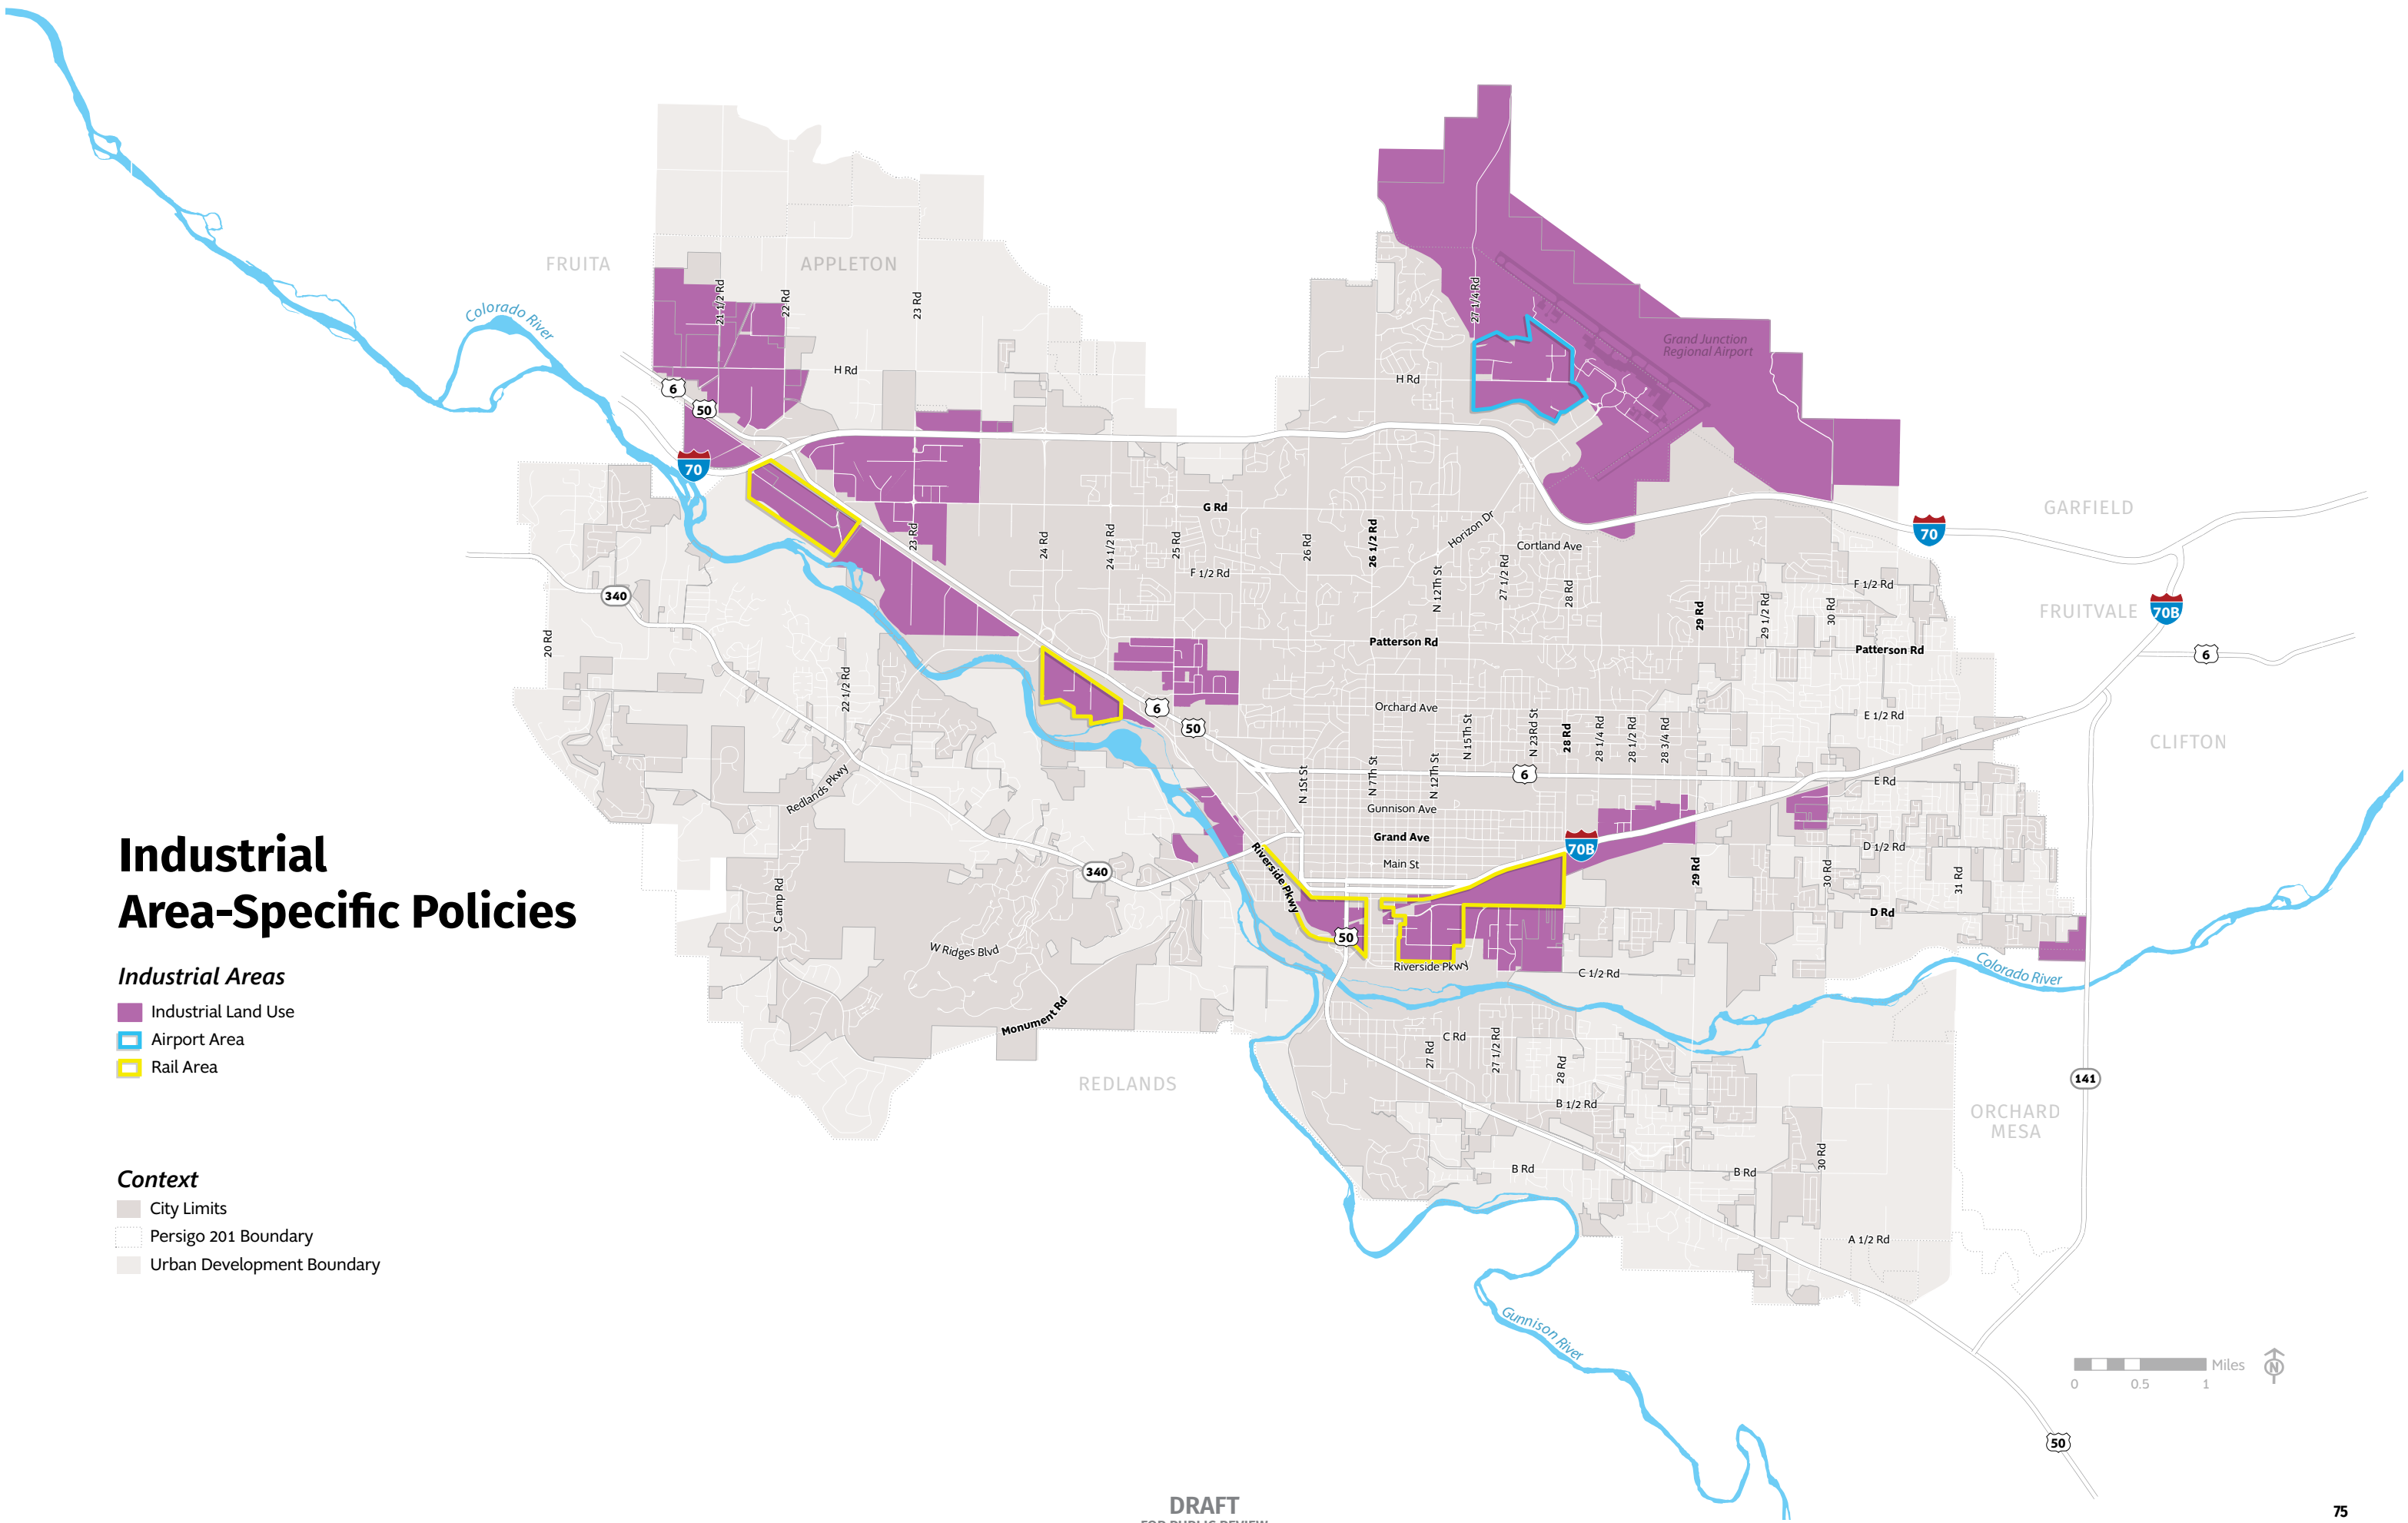 FRUITA
APPLETON
Colorado River
21 1/2 Rd
22 Rd
23 Rd
27 1/4 Rd
Grand Junction
Regional Airport
H Rd
H Rd
6
50
70
G Rd
GARFIELD
70
23 Rd
24 Rd
24 1/2 Rd
25 Rd
26 Rd
26 1/2 Rd
Horizon Dr
Cortland Ave
F 1/2 Rd
N 12Th St
27 1/2 Rd
28 Rd
29 Rd
29 1/2 Rd
30 Rd
F 1/2 Rd
FRUITVALE
70B
340
20 Rd
Patterson Rd
Patterson Rd
6
22 1/2 Rd
6
50
Orchard Ave
N 15Th St
N 23Rd St
28 Rd
28 1/4 Rd
28 1/2 Rd
28 3/4 Rd
E 1/2 Rd
CLIFTON
Redlands Pkwy
N 1St St
N 7Th St
N 12Th St
6
E Rd
Gunnison Ave
Grand Ave
Main St
70B
D 1/2 Rd
Industrial
Area-Specific Policies
340
Riverside Pkwy
29 Rd
30 Rd
31 Rd
S Camp Rd
D Rd
50
W Ridges Blvd
Riverside Pkwy
C 1/2 Rd
Colorado River
Industrial Areas
Industrial Land Use
Airport Area
Rail Area
Monument Rd
C Rd
27 Rd
27 1/2 Rd
28 Rd
REDLANDS
141
B 1/2 Rd
ORCHARD
MESA
B Rd
B Rd
30 Rd
Context
City Limits
Persigo 201 Boundary
Urban Development Boundary
A 1/2 Rd
Gunnison River
Miles
N
0
0.5
1
50
DRAFT
FOR PUBLIC REVIEW
75